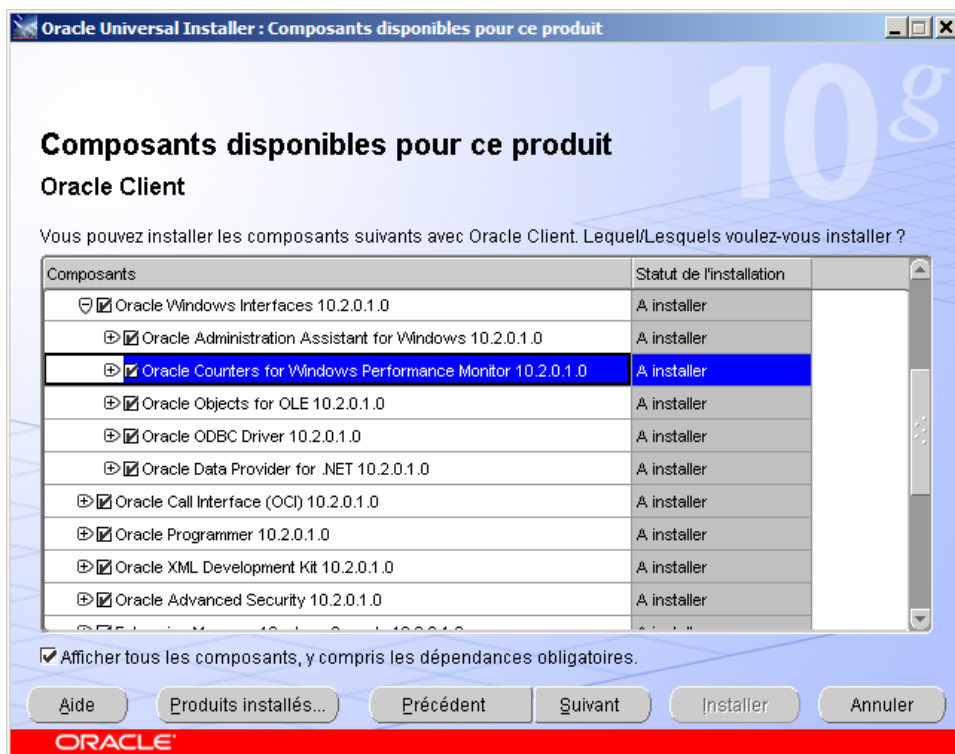 Oracle Universal Installer : Composants disponibles pour ce produit
10g
Composants disponibles pour ce produit
Oracle Client
Vous pouvez installer les composants suivants avec Oracle Client. Lequel/Lesquels voulez-vous installer ?
Composants Statut de l'installation
Oracle Windows Interfaces 10.2.0.1.0 A installer
Oracle Administration Assistant for Windows 10.2.0.1.0 A installer
Oracle Counters for Windows Performance Monitor 10.2.0.1.0 A installer
Oracle Objects for OLE 10.2.0.1.0 A installer
Oracle ODBC Driver 10.2.0.1.0 A installer
Oracle Data Provider for .NET 10.2.0.1.0 A installer
Oracle Call Interface (OCI) 10.2.0.1.0 A installer
Oracle Programmer 10.2.0.1.0 A installer
Oracle XML Development Kit 10.2.0.1.0 A installer
Oracle Advanced Security 10.2.0.1.0 A installer
Afficher tous les composants, y compris les dépendances obligatoires.
Aide Produits installés... Précédent Suivant Installer Annuler
ORACLE